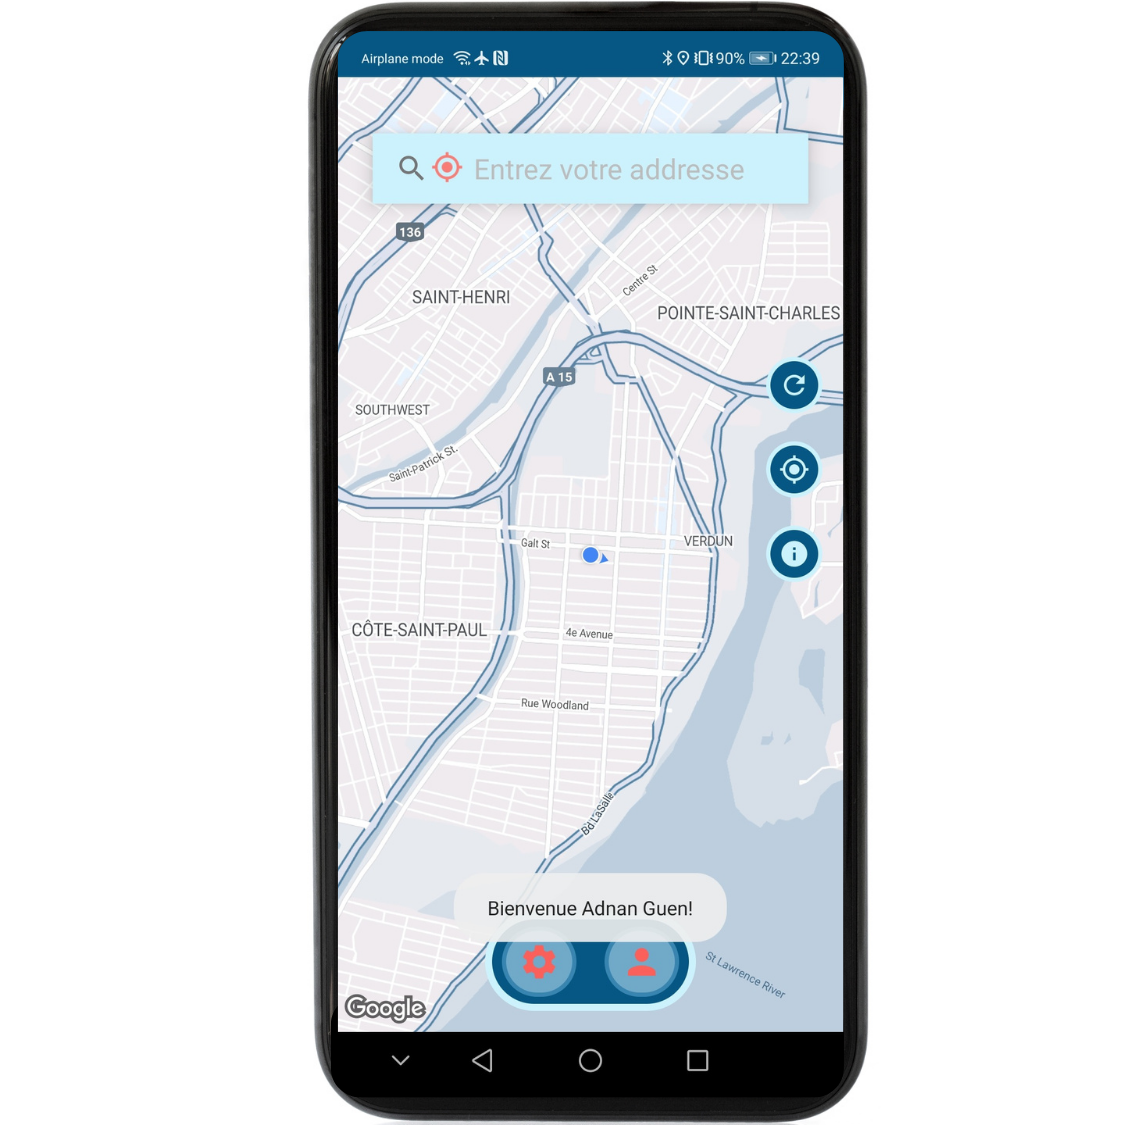 Airplane mode
90%
22:39
Entrez votre addresse
136
Centre St
SAINT-HENRI
POINTE-SAINT-CHARLES
A 15
SOUTHWEST
Saint-Patrick St.
Galt St
VERDUN
CÔTE-SAINT-PAUL
4e Avenue
Rue Woodland
Bd LaSalle
Bienvenue Adnan Guen!
St Lawrence River
Google